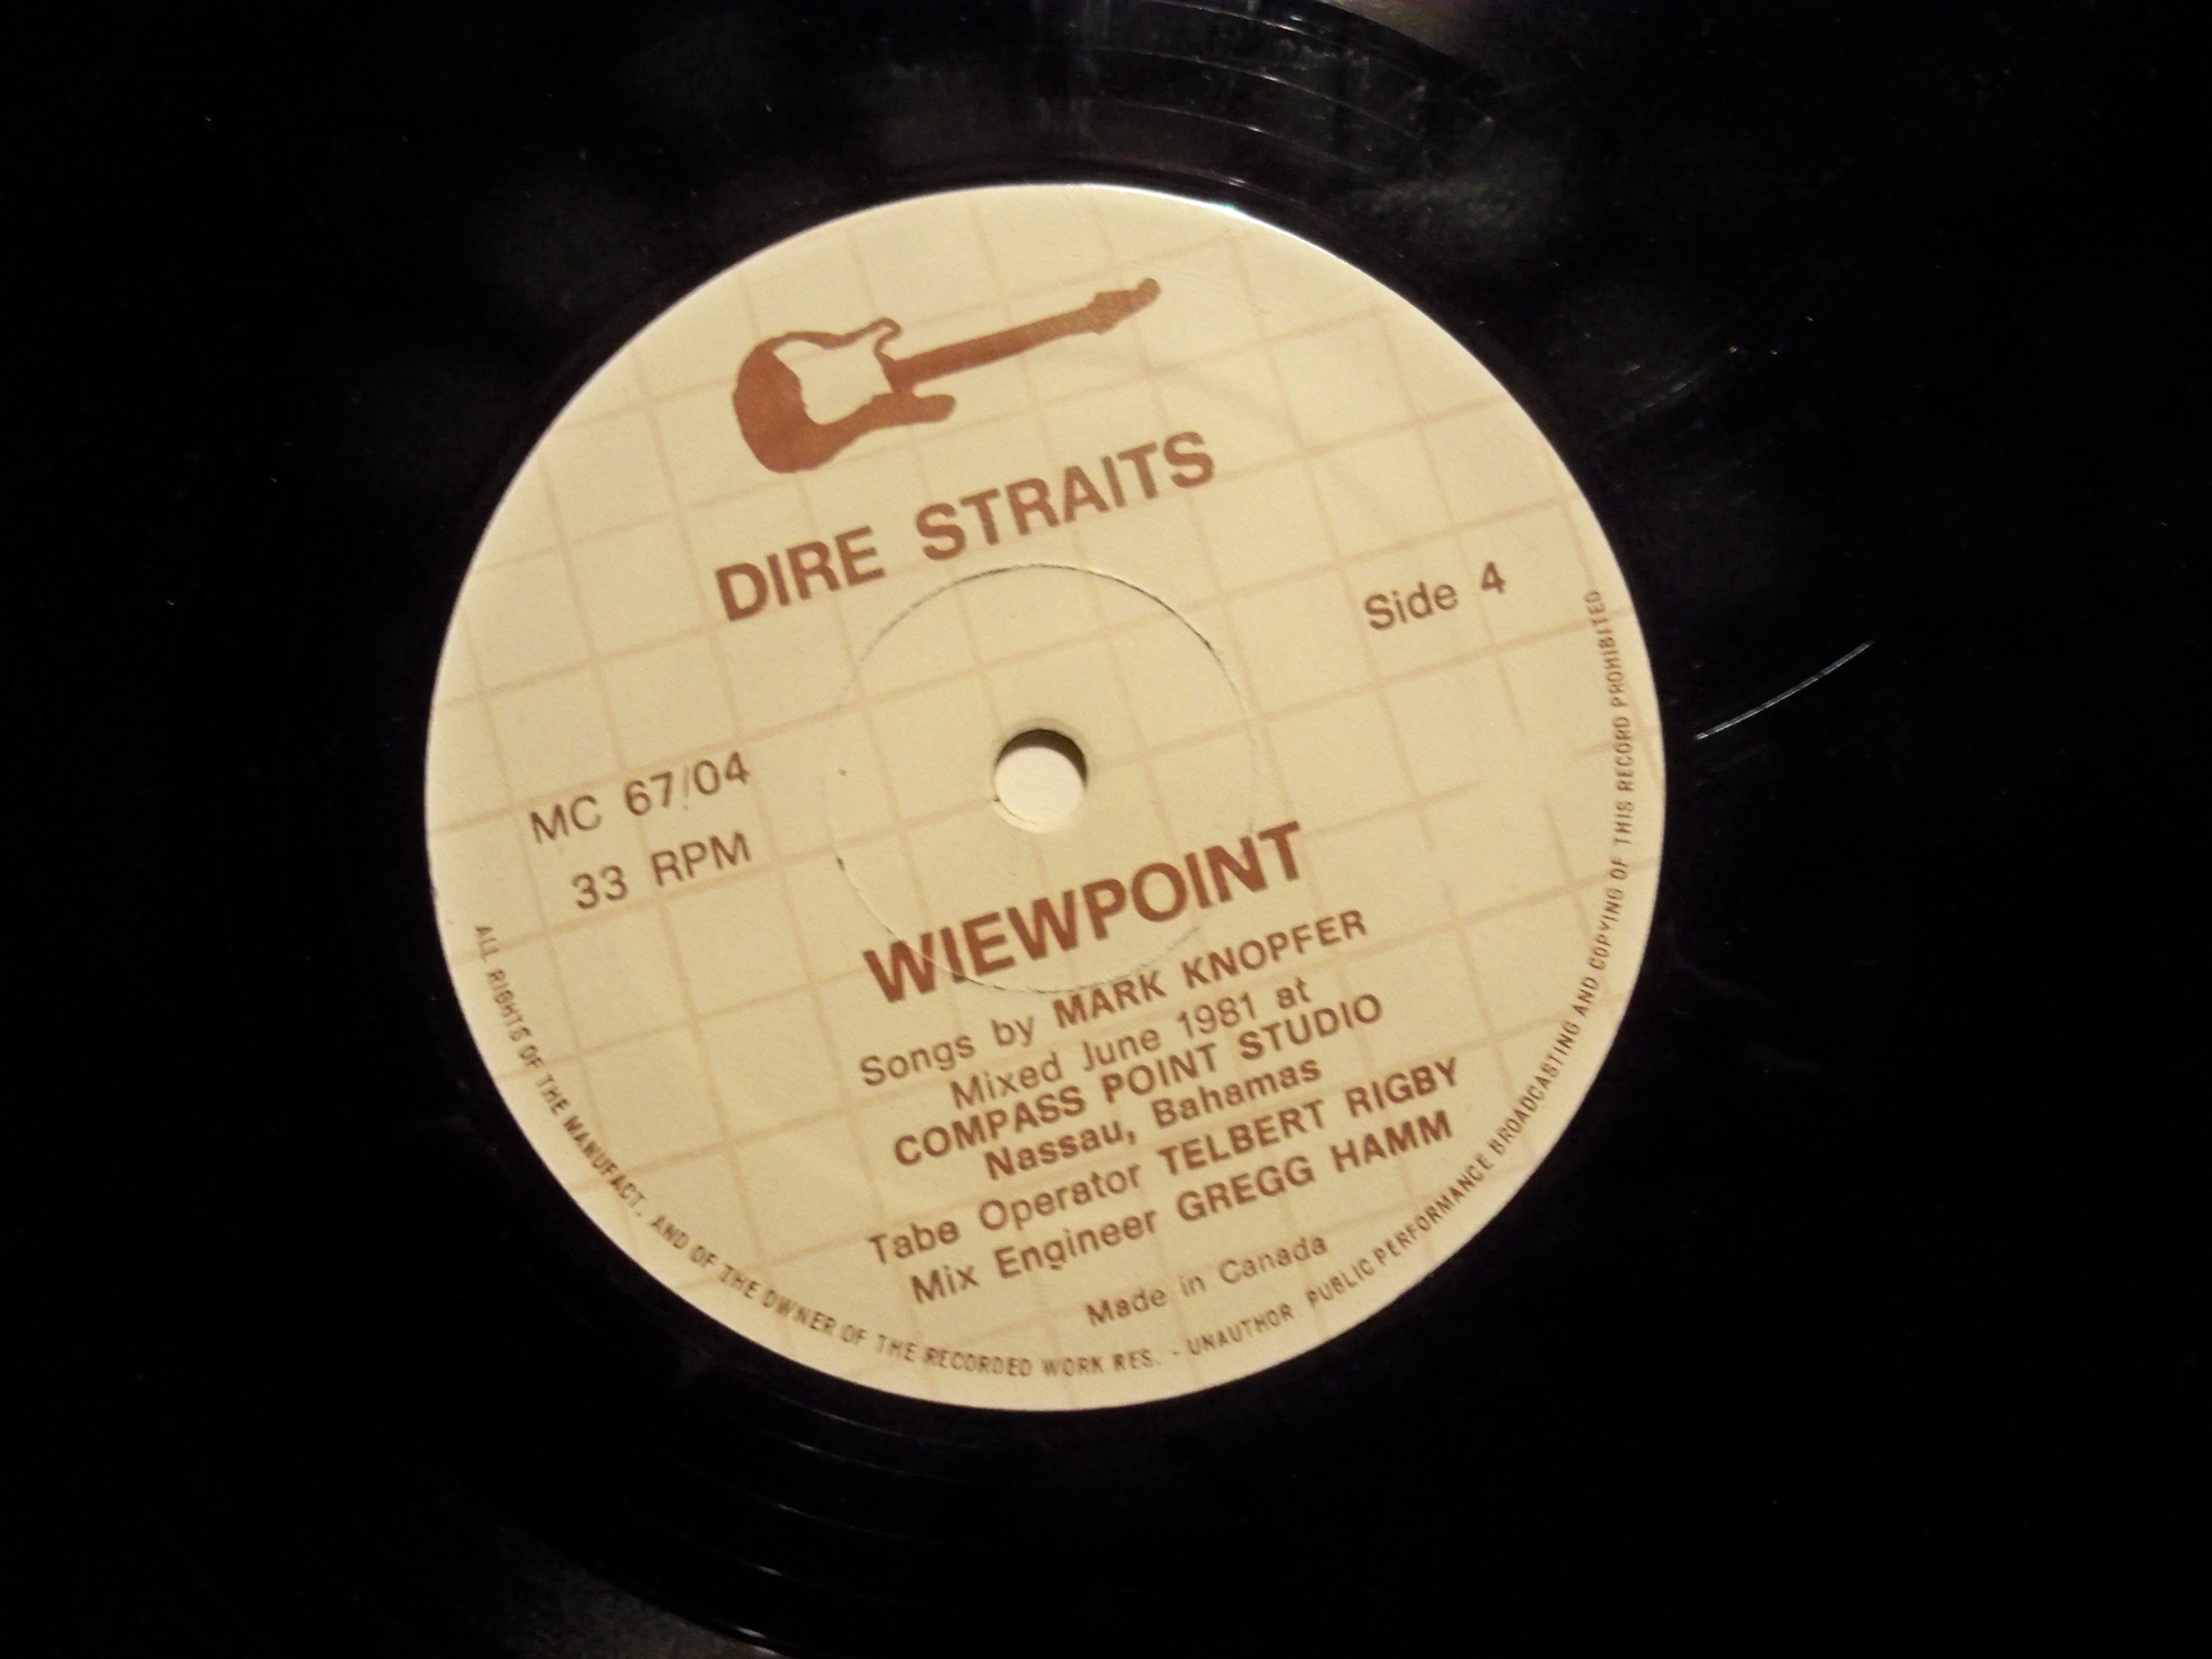 DIRE STRAITS
Side 4
MC 67/04
33 RPM
WIEWPOINT
Songs by MARK KNOPFER
Mixed June 1981 at
COMPASS POINT STUDIO
Nassau, Bahamas
Tabe Operator TELBERT RIGBY
Mix Engineer GREGG HAMM
Made in Canada
ALL RIGHTS OF THE MANUFACT. AND OF THE OWNER OF THE RECORDED WORK RES. - UNAUTHOR PUBLIC PERFORMANCE BROADCASTING AND COPYING OF THIS RECORD PROHIBITED